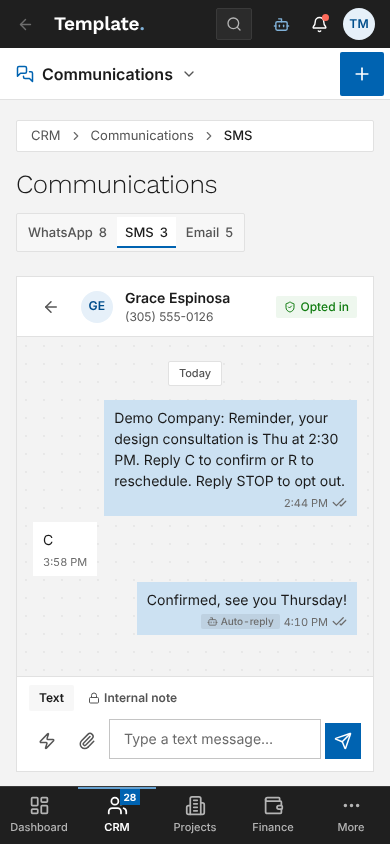 Template.
TM
Communications
CRM > Communications > SMS
Communications
WhatsApp 8 SMS 3 Email 5
GE
Grace Espinosa
(305) 555-0126
Opted in
Today
Demo Company: Reminder, your
design consultation is Thu at 2:30
PM. Reply C to confirm or R to
reschedule. Reply STOP to opt out.
2:44 PM
C
3:58 PM
Confirmed, see you Thursday!
Auto-reply 4:10 PM
Text Internal note
Type a text message...
28
Dashboard CRM Projects Finance More